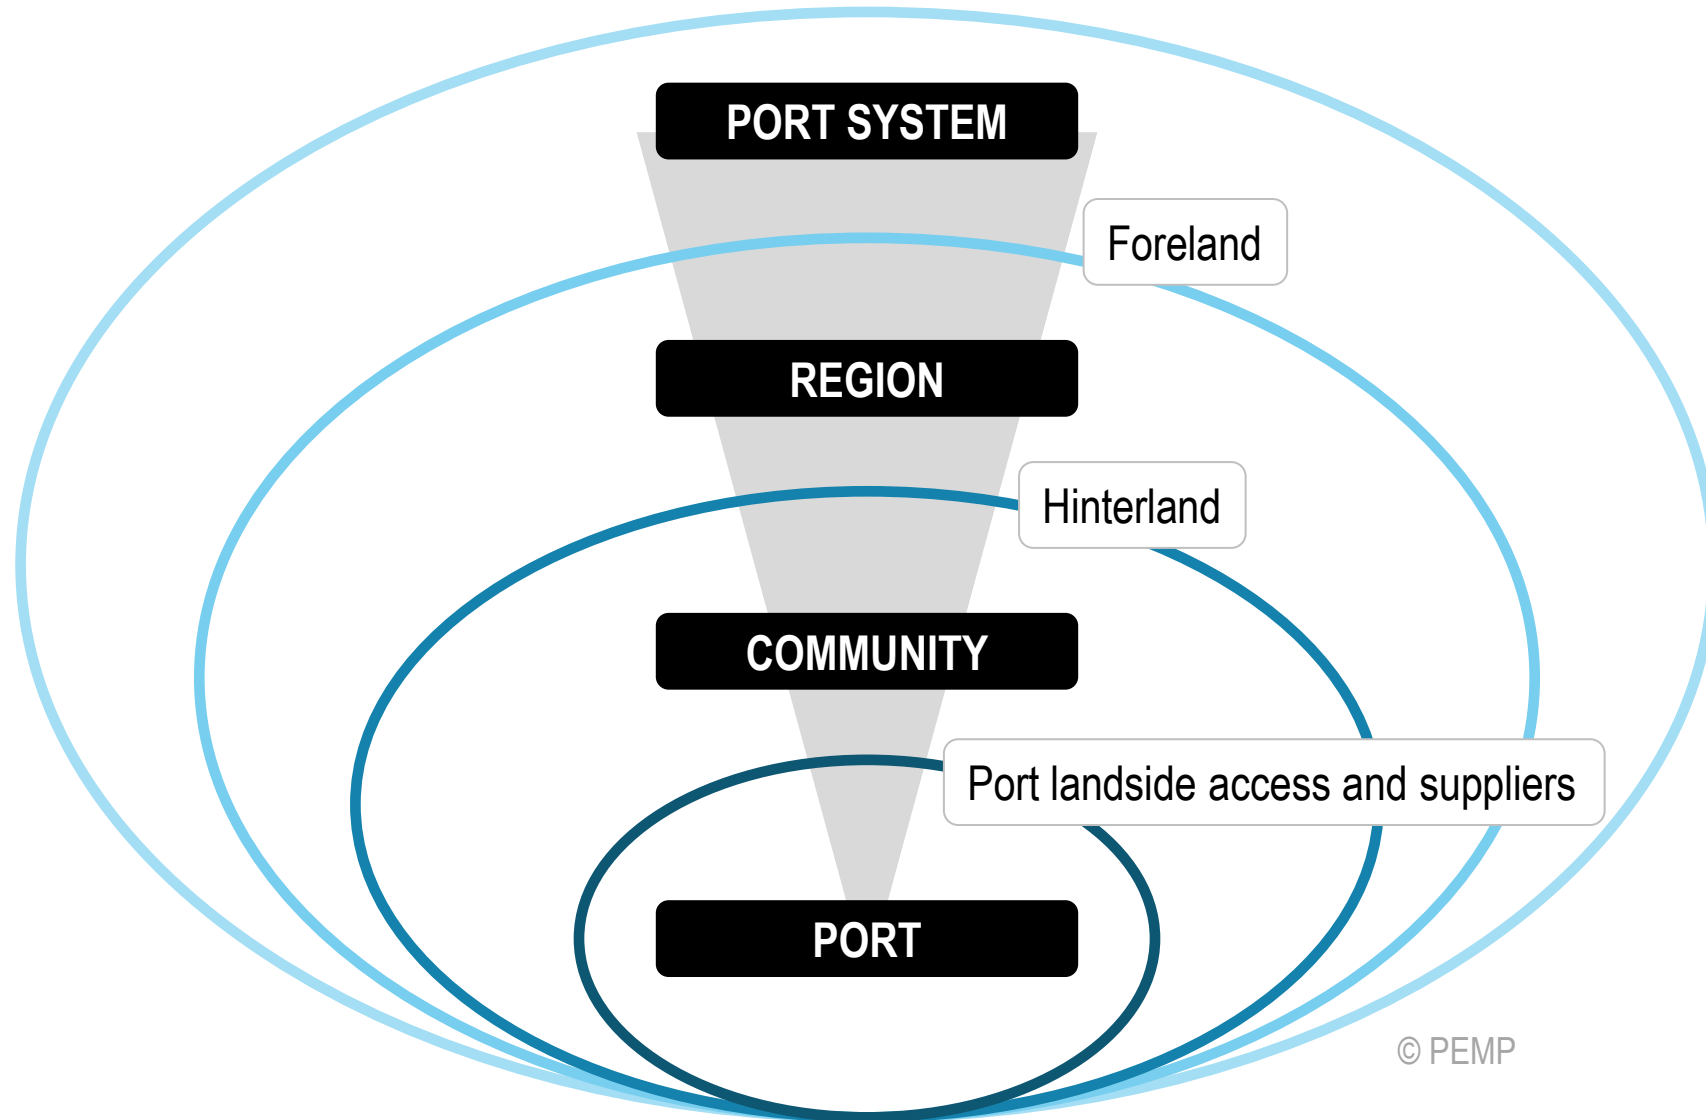 PORT SYSTEM
Foreland
REGION
Hinterland
COMMUNITY
Port landside access and suppliers
PORT
© PEMP